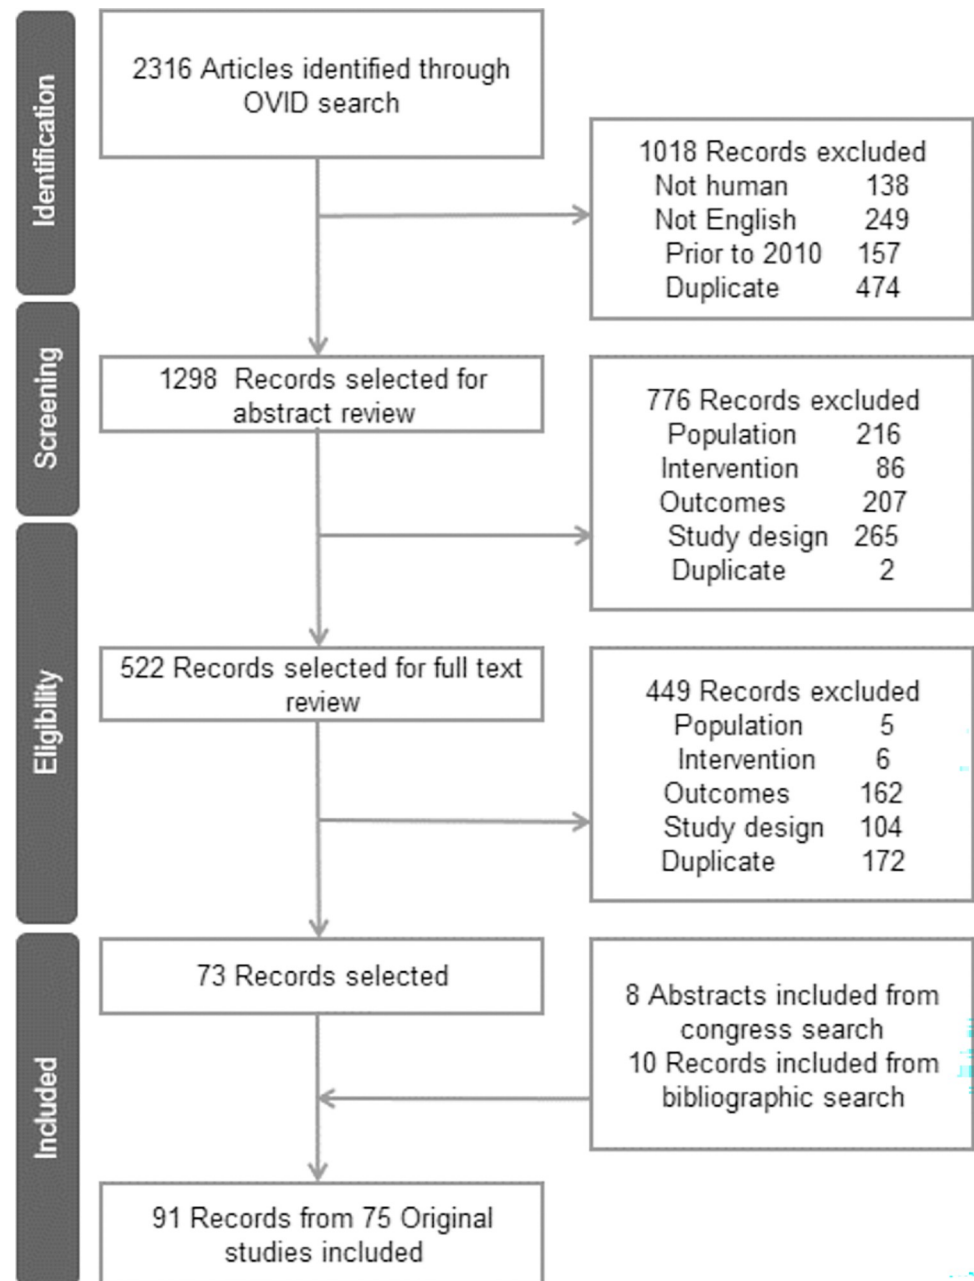 Identification
2316 Articles identified through
OVID search
1018 Records excluded
Not human 138
Not English 249
Prior to 2010 157
Duplicate 474
Screening
1298 Records selected for
abstract review
776 Records excluded
Population 216
Intervention 86
Outcomes 207
Study design 265
Duplicate 2
Eligibility
522 Records selected for full text
review
449 Records excluded
Population 5
Intervention 6
Outcomes 162
Study design 104
Duplicate 172
Included
73 Records selected
8 Abstracts included from
congress search
10 Records included from
bibliographic search
91 Records from 75 Original
studies included